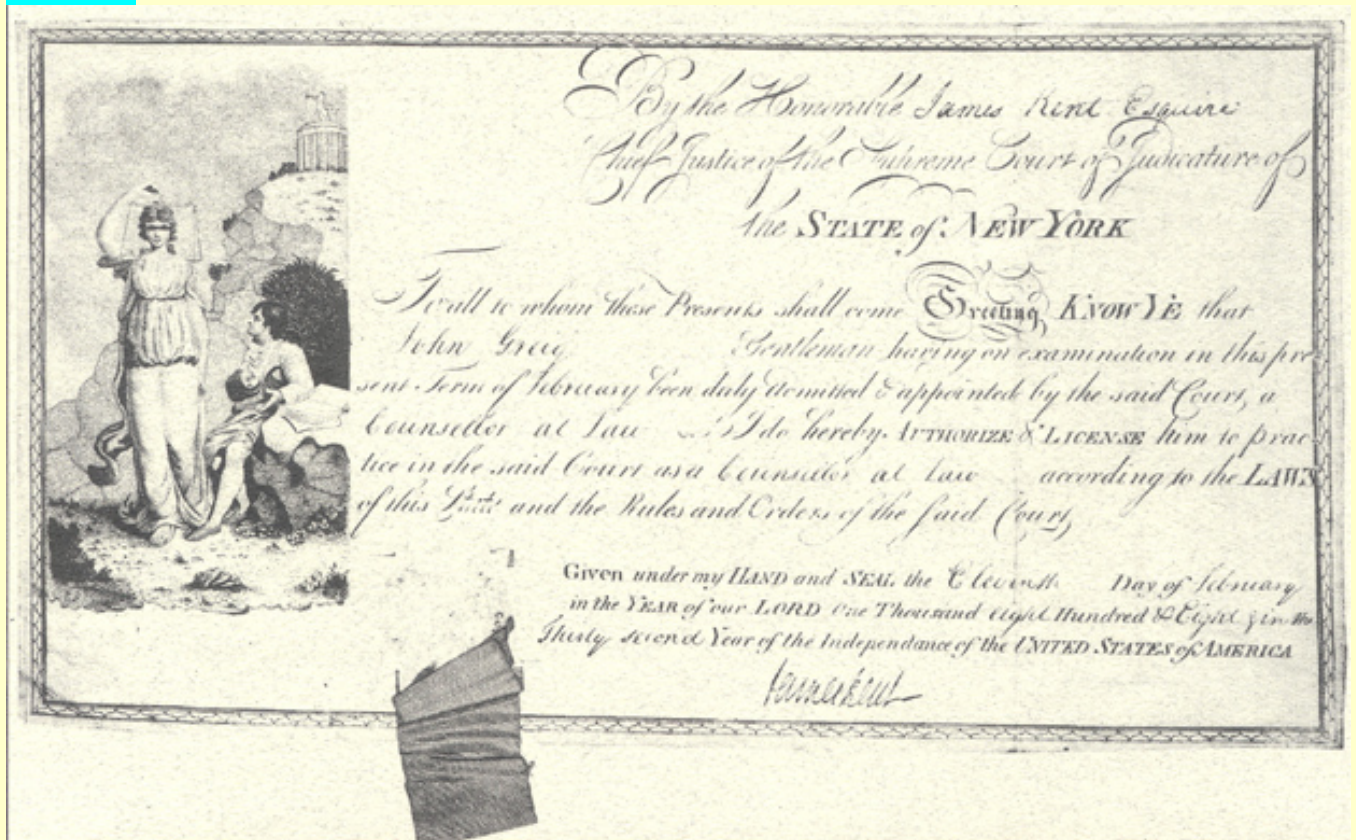 By the Honorable James Kent Esquire
Chief Justice of the Supreme Court of Judicature of
the STATE of NEW YORK
To all to whom these Presents shall come Greeting KNOW YE that
John Greig Gentleman having on examination in this pre-
sent Term of February been duly admitted & appointed by the said Court, a
Counsellor at Law I do hereby AUTHORIZE & LICENSE him to prac-
tice in the said Court as a Counsellor at Law according to the LAWS
of this State and the Rules and Orders of the said Court,
Given under my HAND and SEAL the Eleventh Day of February
in the YEAR of our LORD One Thousand eight Hundred & Eight & in the
Thirty second Year of the Independance of the UNITED STATES of AMERICA
James Kent